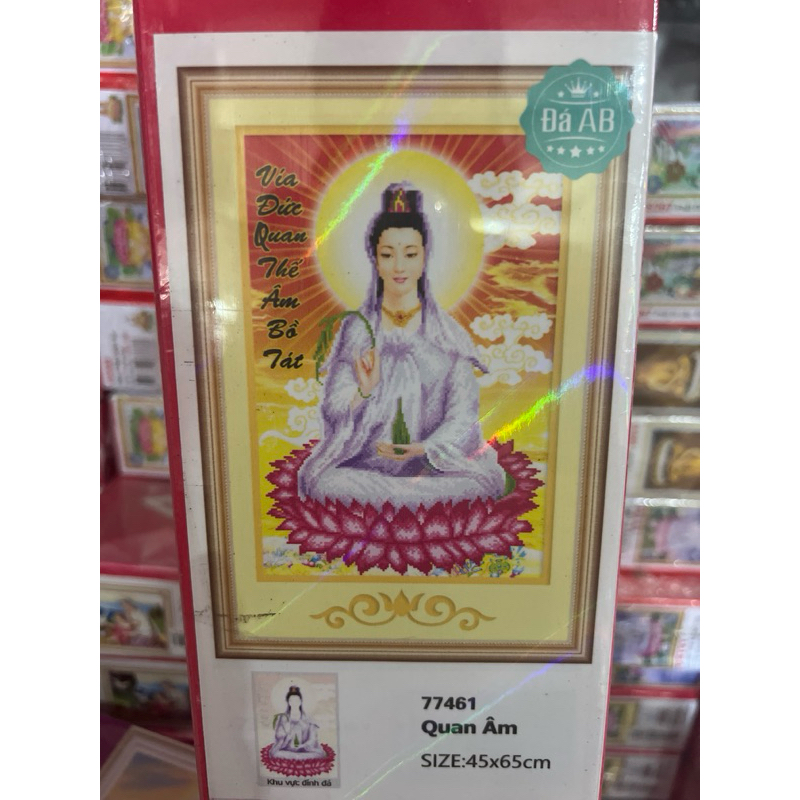 Đá AB
Vía
Đức
Quan
Thế
Âm
Bồ
Tát
77461
Quan Âm
SIZE:45x65cm
Khu vực đính đá